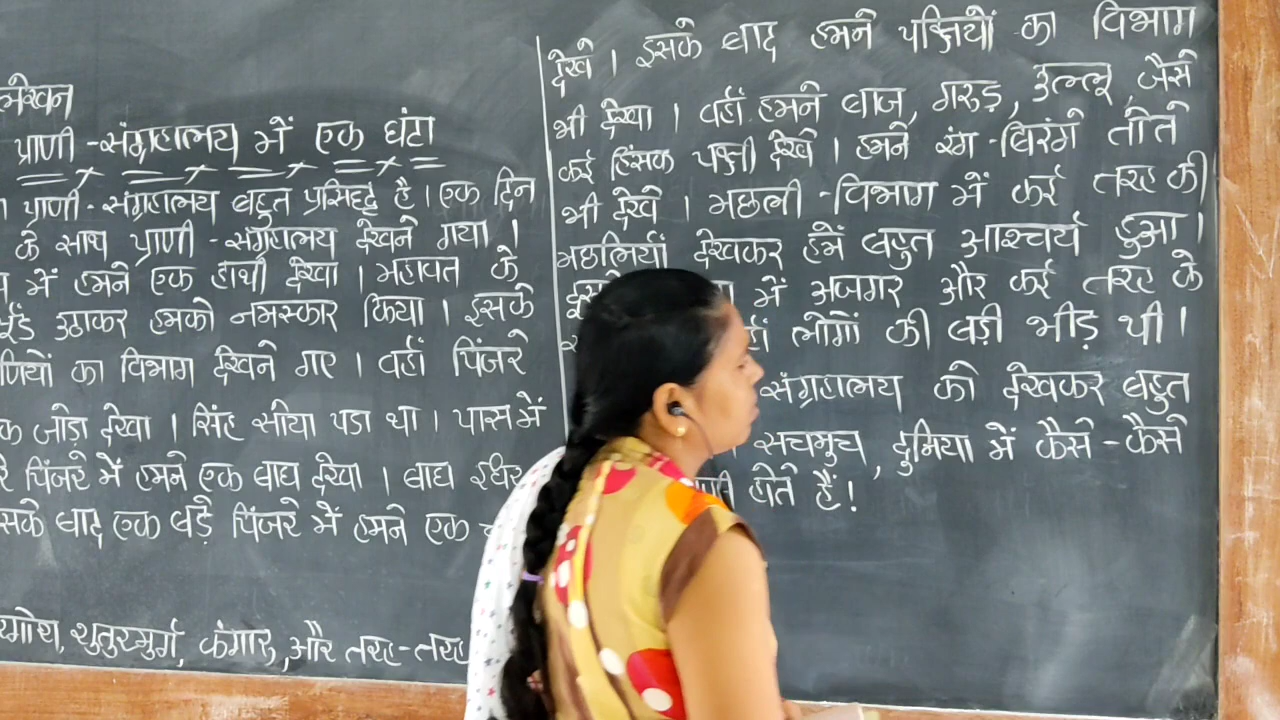 प्राणी-संग्रहालय में एक घंटा
प्राणी-संग्रहालय बहुत प्रसिद्ध है । एक दिन
के साथ प्राणी-संग्रहालय देखने गया ।
में हमने एक हाथी देखा । महावत के
उठाकर हमको नमस्कार किया । इसके
का विभाग देखने गए । वहाँ पिंजरे
जोड़ा देखा । सिंह सोया पडा था । पास में
पिंजरे में हमने एक बाघ देखा । बाघ इधर
बाद एक बड़े पिंजरे में हमने एक
शुतुरमुर्ग, कंगारु, और तरह-तरह
देखे । इसके बाद हमने पक्षियों का विभाग
भी देखा । वहाँ हमने बाज, गरुड़, उल्लू, जैसे
कई हिंसक पक्षी देखे । हमने रंग-बिरंगे तोते
भी देखे । मछली-विभाग में कई तरह की
मछलियाँ देखकर हमें बहुत आश्चर्य हुआ ।
में अजगर और कई तरह के
लोगों की बड़ी भीड़ थी ।
संग्रहालय को देखकर बहुत
सचमुच, दुनिया में कैसे-कैसे
होते हैं !